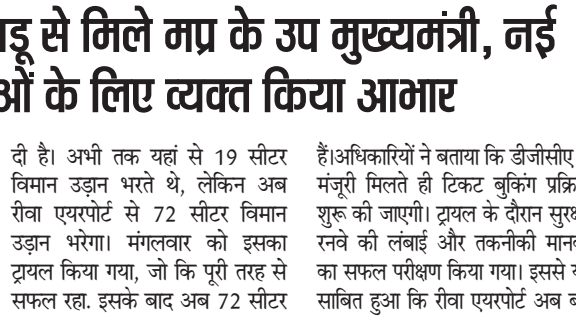 से मिले मप्र के उप मुख्यमंत्री, नई
के लिए व्यक्त किया आभार
दी है। अभी तक यहां से 19 सीटर
विमान उड़ान भरते थे, लेकिन अब
रीवा एयरपोर्ट से 72 सीटर विमान
उड़ान भरेगा। मंगलवार को इसका
ट्रायल किया गया, जो कि पूरी तरह से
सफल रहा. इसके बाद अब 72 सीटर
हैं।अधिकारियों ने बताया कि डीजीसीए
मंजूरी मिलते ही टिकट बुकिंग
शुरू की जाएगी। ट्रायल के दौरान
रनवे की लंबाई और तकनीकी
का सफल परीक्षण किया गया। इससे
साबित हुआ कि रीवा एयरपोर्ट अब